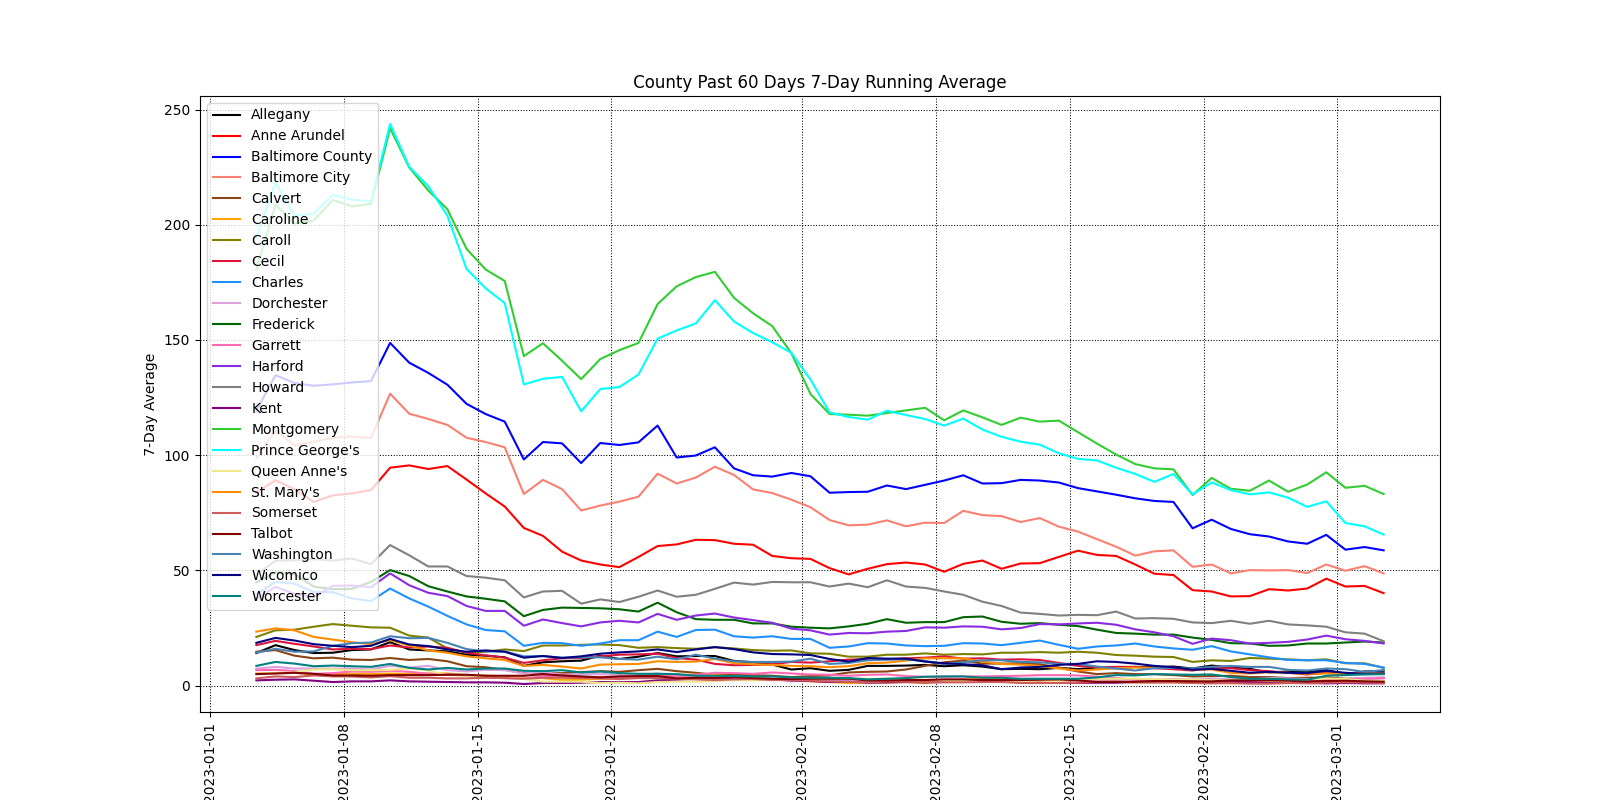 County Past 60 Days 7-Day Running Average
250
200
150
100
50
0
7-Day Average
Allegany
Anne Arundel
Baltimore County
Baltimore City
Calvert
Caroline
Caroll
Cecil
Charles
Dorchester
Frederick
Garrett
Harford
Howard
Kent
Montgomery
Prince George's
Queen Anne's
St. Mary's
Somerset
Talbot
Washington
Wicomico
Worcester
2023-01-01
2023-01-08
2023-01-15
2023-01-22
2023-02-01
2023-02-08
2023-02-15
2023-02-22
2023-03-01